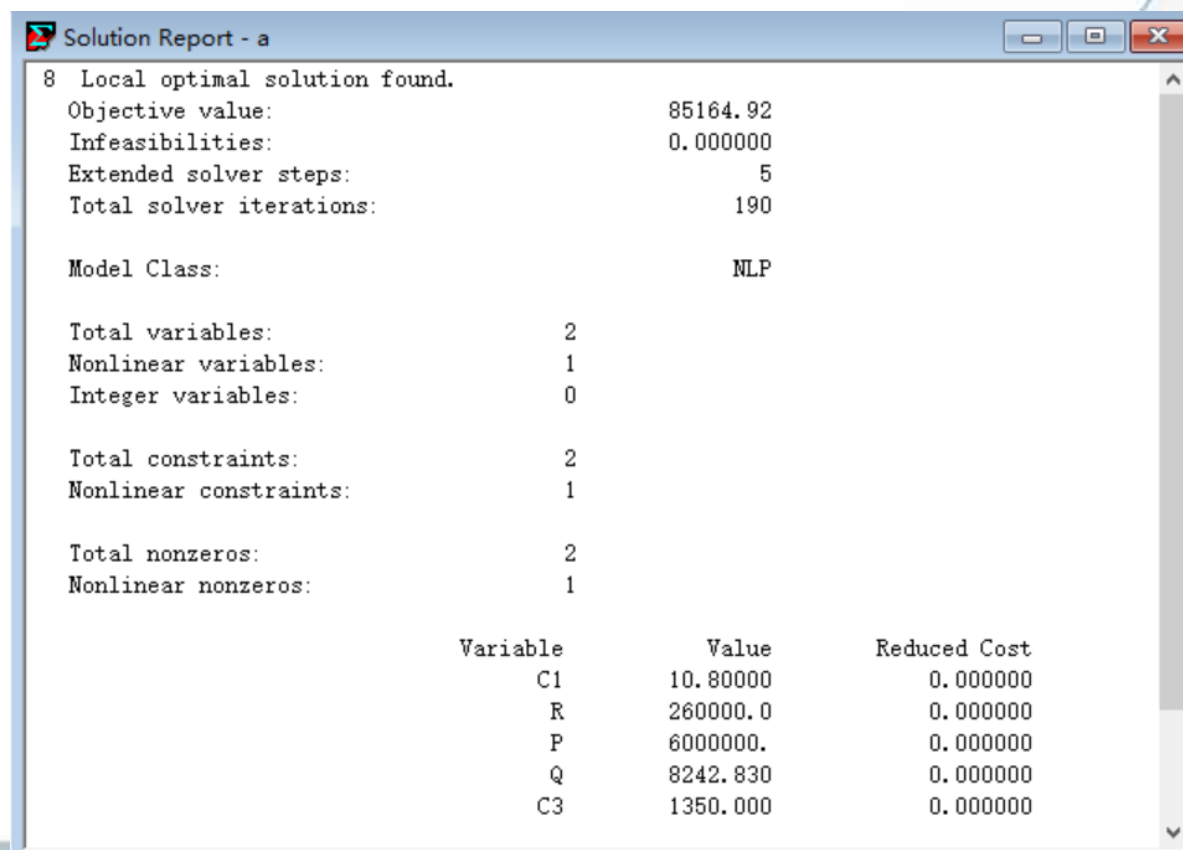 Solution Report - a
8 Local optimal solution found.
Objective value: 85164.92
Infeasibilities: 0.000000
Extended solver steps: 5
Total solver iterations: 190
Model Class: NLP
Total variables: 2
Nonlinear variables: 1
Integer variables: 0
Total constraints: 2
Nonlinear constraints: 1
Total nonzeros: 2
Nonlinear nonzeros: 1
Variable Value Reduced Cost
C1 10.80000 0.000000
R 260000.0 0.000000
P 6000000. 0.000000
Q 8242.830 0.000000
C3 1350.000 0.000000